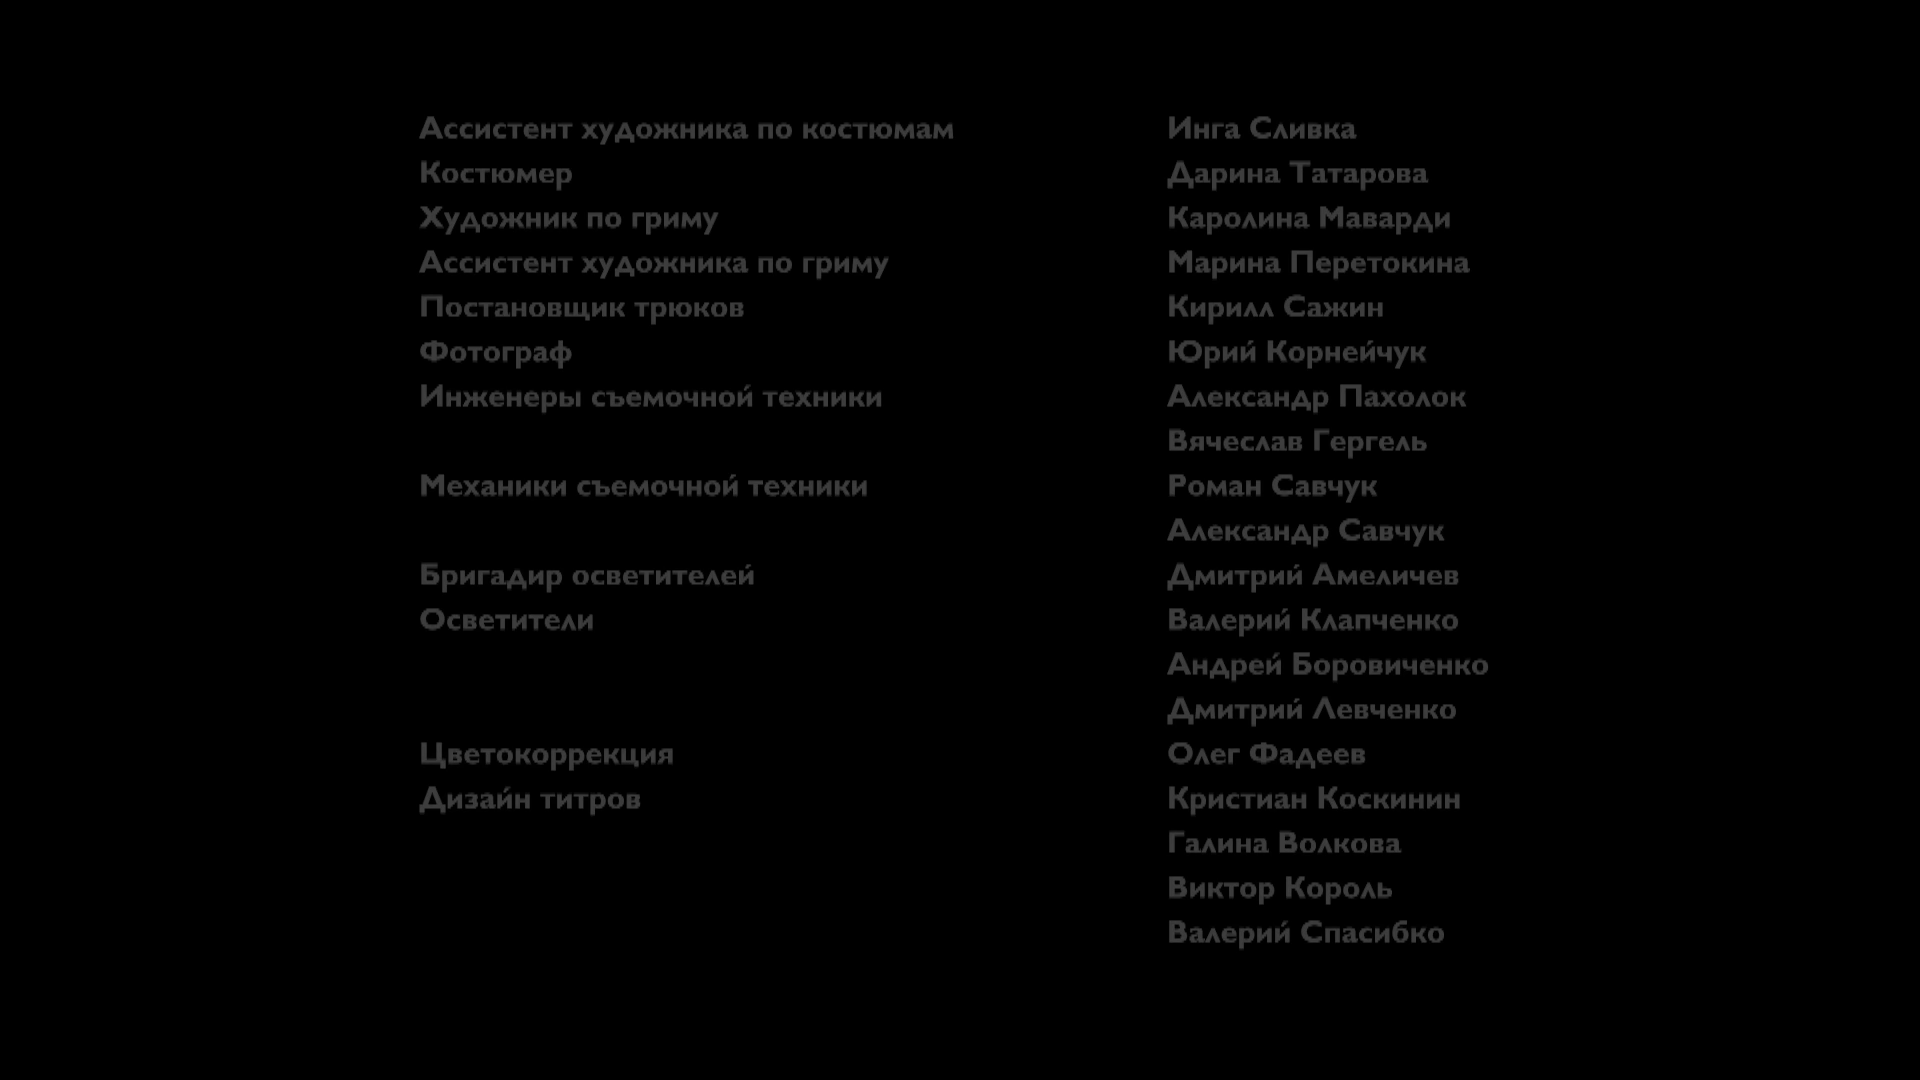 Ассистент художника по костюмам Инга Сливка
Костюмер Дарина Татарова
Художник по гриму Каролина Маварди
Ассистент художника по гриму Марина Перетокина
Постановщик трюков Кирилл Сажин
Фотограф Юрий Корнейчук
Инженеры съемочной техники Александр Пахолок
Вячеслав Гергель
Механики съемочной техники Роман Савчук
Александр Савчук
Бригадир осветителей Дмитрий Амеличев
Осветители Валерий Клапченко
Андрей Боровиченко
Дмитрий Левченко
Цветокоррекция Олег Фадеев
Дизайн титров Кристиан Коскинин
Галина Волкова
Виктор Король
Валерий Спасибко